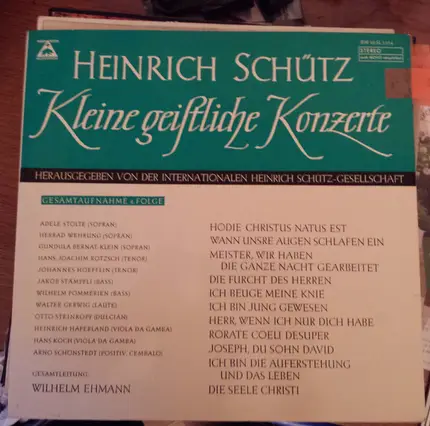 STEREO
HEINRICH SCHÜTZ
Kleine geistliche Konzerte
HERAUSGEGEBEN VON DER INTERNATIONALEN HEINRICH SCHÜTZ-GESELLSCHAFT
GESAMTAUFNAHME 6. FOLGE
ADELE STOLTE (SOPRAN)
HERRAD WEHRUNG (SOPRAN)
GUNDULA BERNÁT-KLEIN (SOPRAN)
HANS-JOACHIM ROTZSCH (TENOR)
JOHANNES HOEFFLIN (TENOR)
JAKOB STÄMPFLI (BASS)
WILHELM POMMERIEN (BASS)
WALTER GERWIG (LAUTE)
OTTO STEINKOPF (DULCIAN)
HEINRICH HAFERLAND (VIOLA DA GAMBA)
HANS KOCH (VIOLA DA GAMBA)
ARNO SCHÖNSTEDT (POSITIV, CEMBALO)
GESAMTLEITUNG:
WILHELM EHMANN
HODIE CHRISTUS NATUS EST
WANN UNSRE AUGEN SCHLAFEN EIN
MEISTER, WIR HABEN
DIE GANZE NACHT GEARBEITET
DIE FURCHT DES HERREN
ICH BEUGE MEINE KNIE
ICH BIN JUNG GEWESEN
HERR, WENN ICH NUR DICH HABE
RORATE COELI DESUPER
JOSEPH, DU SOHN DAVID
ICH BIN DIE AUFERSTEHUNG
UND DAS LEBEN
DIE SEELE CHRISTI